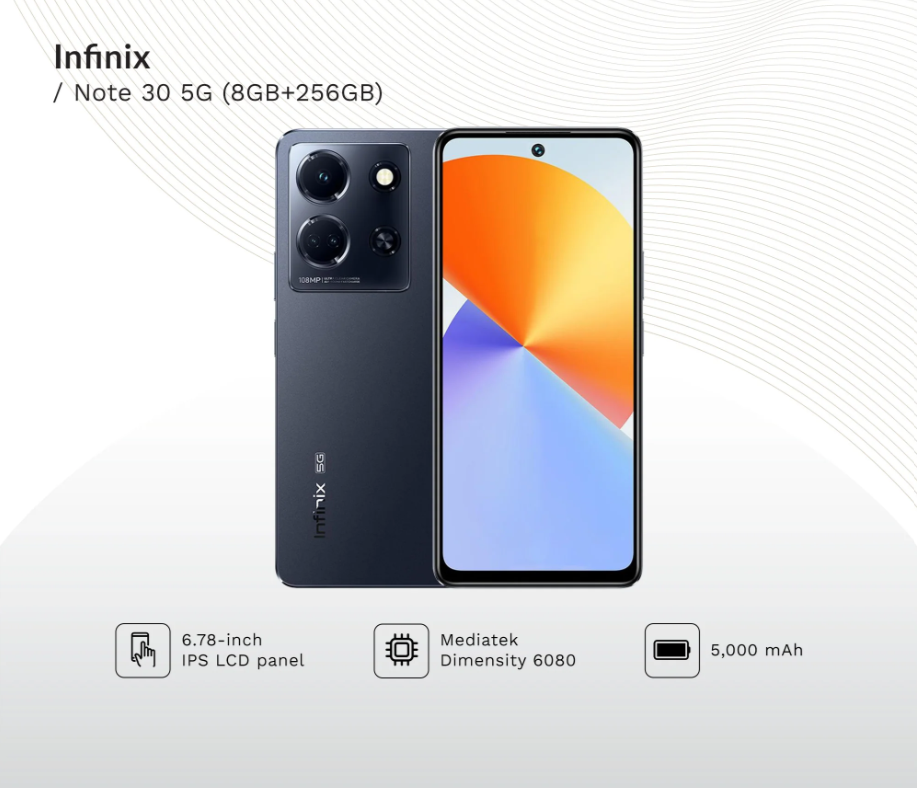 Infinix
/ Note 30 5G (8GB+256GB)
108MP
Infinix 5G
6.78-inch
IPS LCD panel
Mediatek
Dimensity 6080
5,000 mAh